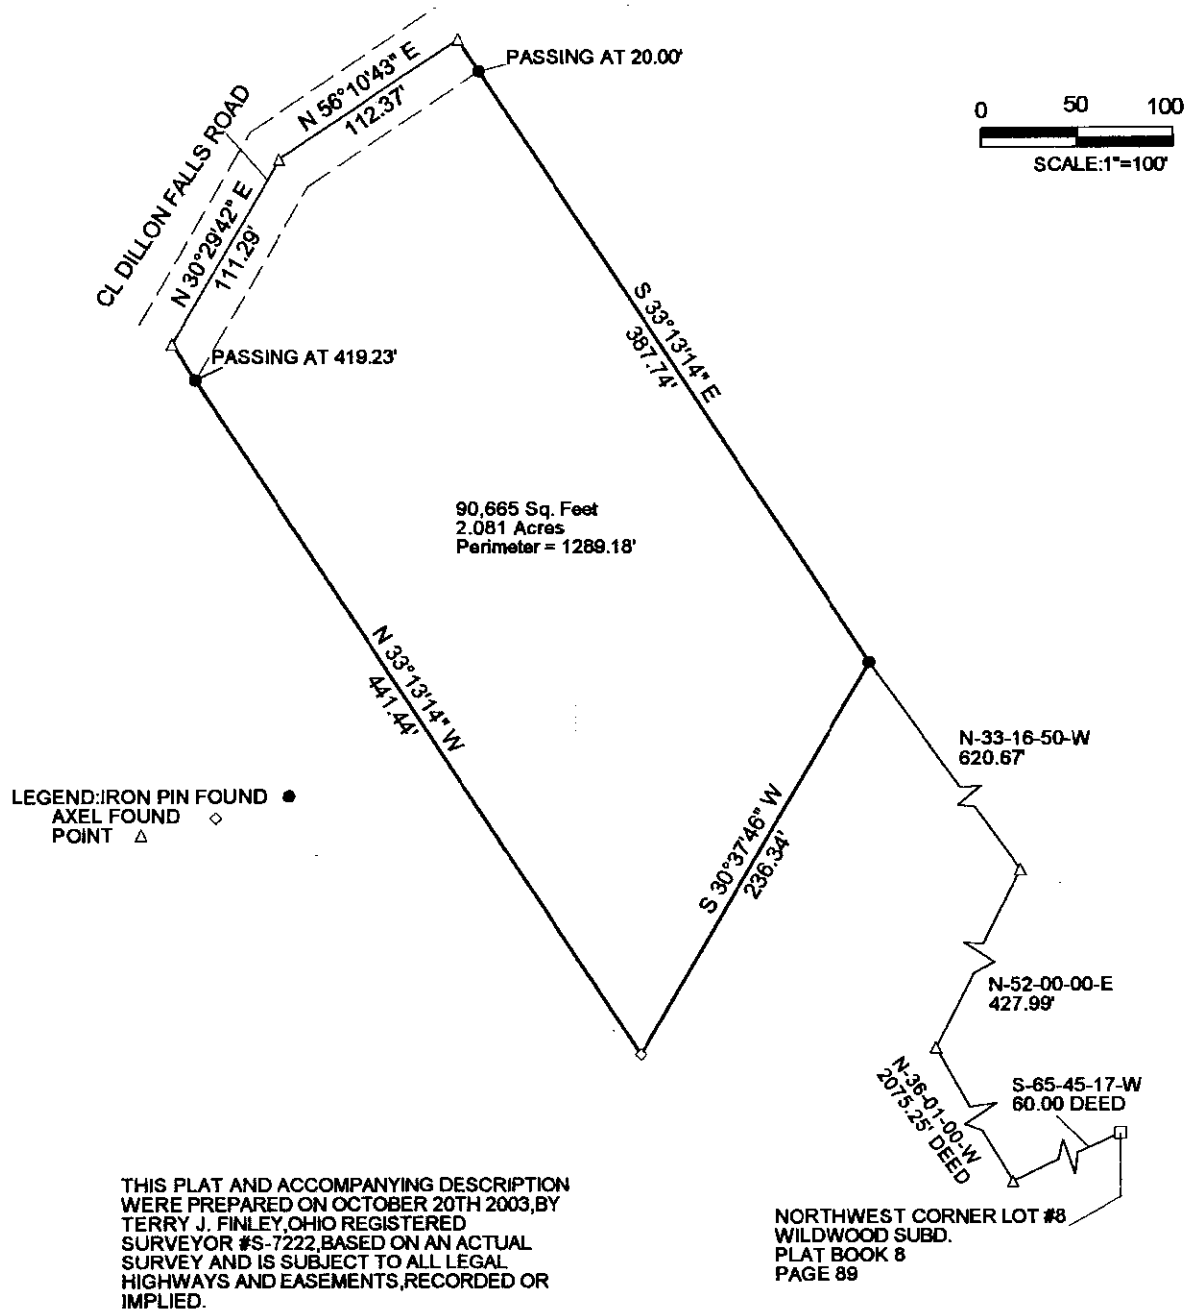 PASSING AT 20.00'
N 56°10'43" E
112.37'
0 50 100
SCALE:1"=100'
CL DILLON FALLS ROAD
N 30°29'42" E
111.29'
PASSING AT 419.23'
S 33°13'14" E
387.74'
90,665 Sq. Feet
2.081 Acres
Perimeter = 1289.18'
N 33°13'14" W
441.44'
N-33-16-50-W
620.67'
LEGEND:IRON PIN FOUND
AXEL FOUND
POINT
S 30°37'46" W
236.34'
N-52-00-00-E
427.99'
N-36-01-00-W
2075.25' DEED
S-65-45-17-W
60.00 DEED
THIS PLAT AND ACCOMPANYING DESCRIPTION
WERE PREPARED ON OCTOBER 20TH 2003,BY
TERRY J. FINLEY,OHIO REGISTERED
SURVEYOR #S-7222,BASED ON AN ACTUAL
SURVEY AND IS SUBJECT TO ALL LEGAL
HIGHWAYS AND EASEMENTS,RECORDED OR
IMPLIED.
NORTHWEST CORNER LOT #8
WILDWOOD SUBD.
PLAT BOOK 8
PAGE 89